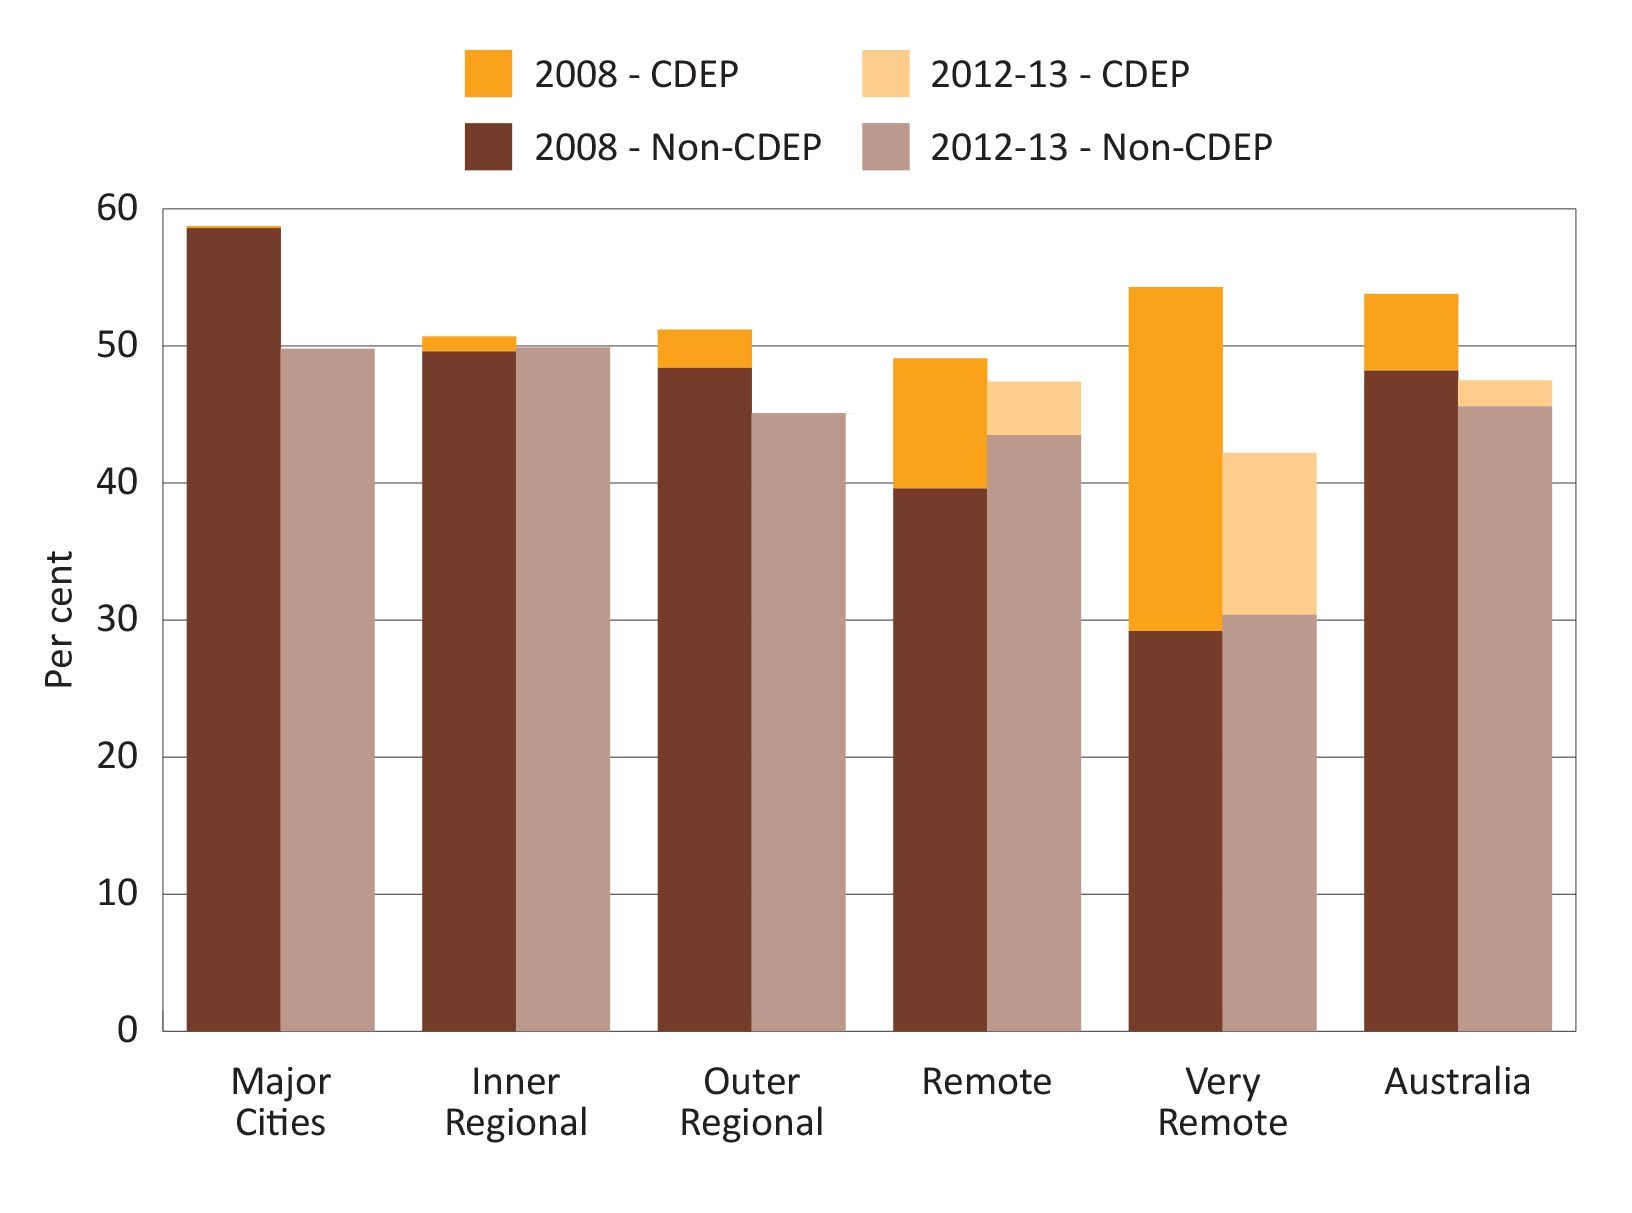 2008 - CDEP
2012-13 - CDEP
2008 - Non-CDEP
2012-13 - Non-CDEP
60
50
40
30
20
10
0
Per cent
Major
Cities
Inner
Regional
Outer
Regional
Remote
Very
Remote
Australia